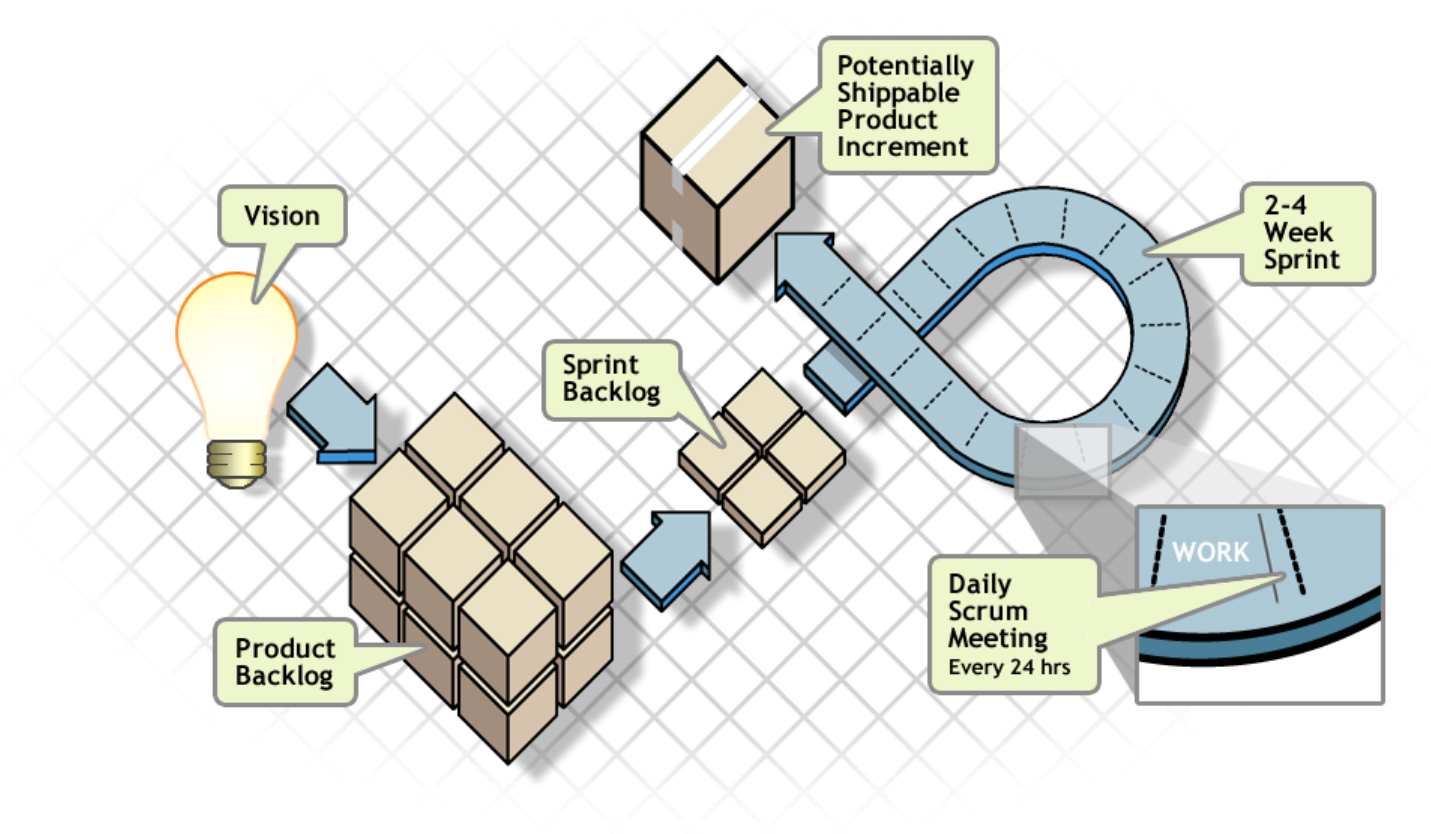 Vision
Product
Backlog
Sprint
Backlog
Potentially
Shippable
Product
Increment
2-4
Week
Sprint
Daily
Scrum
Meeting
Every 24 hrs
WORK